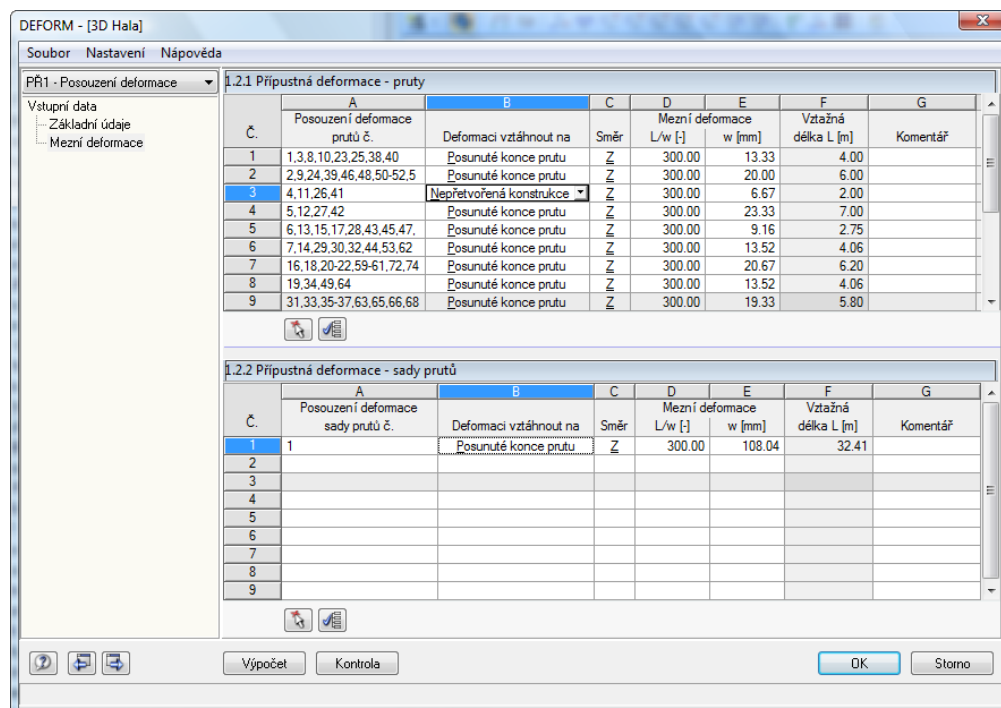 DEFORM - [3D Hala]
Soubor Nastavení Nápověda
PŘ1 - Posouzení deformace
Vstupní data
Základní údaje
Mezní deformace
1.2.1 Přípustná deformace - pruty
A B C D E F G
Posouzení deformace Mezní deformace Vztažná
Č. prutů č. Deformaci vztáhnout na Směr L/w [-] w [mm] délka L [m] Komentář
1 1,3,8,10,23,25,38,40 Posunuté konce prutu Z 300.00 13.33 4.00
2 2,9,24,39,46,48,50-52,5 Posunuté konce prutu Z 300.00 20.00 6.00
3 4,11,26,41 Nepřetvořená konstrukce Z 300.00 6.67 2.00
4 5,12,27,42 Posunuté konce prutu Z 300.00 23.33 7.00
5 6,13,15,17,28,43,45,47, Posunuté konce prutu Z 300.00 9.16 2.75
6 7,14,29,30,32,44,53,62 Posunuté konce prutu Z 300.00 13.52 4.06
7 16,18,20-22,59-61,72,74 Posunuté konce prutu Z 300.00 20.67 6.20
8 19,34,49,64 Posunuté konce prutu Z 300.00 13.52 4.06
9 31,33,35-37,63,65,66,68 Posunuté konce prutu Z 300.00 19.33 5.80
1.2.2 Přípustná deformace - sady prutů
A B C D E F G
Posouzení deformace Mezní deformace Vztažná
Č. sady prutů č. Deformaci vztáhnout na Směr L/w [-] w [mm] délka L [m] Komentář
1 1 Posunuté konce prutu Z 300.00 108.04 32.41
2
3
4
5
6
7
8
9
Výpočet Kontrola OK Storno